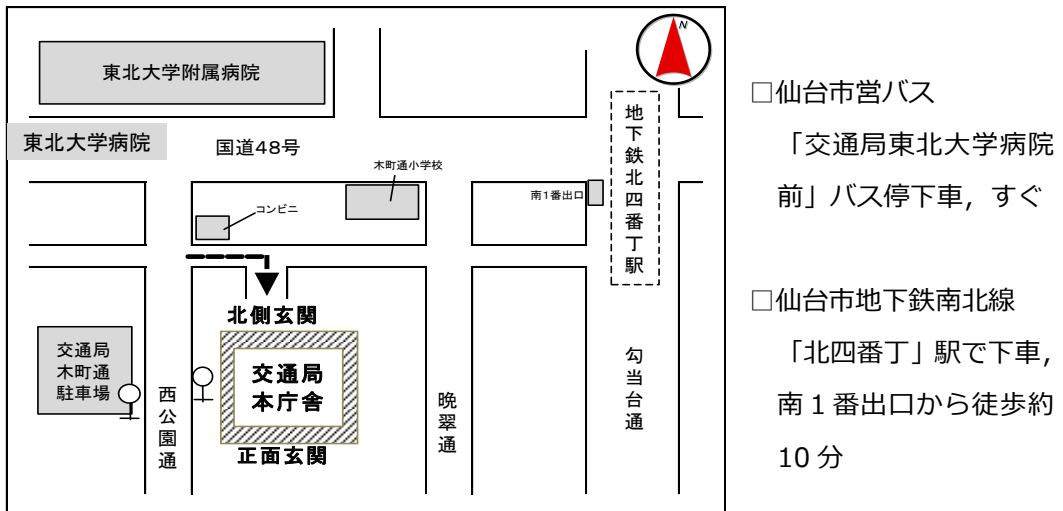 N
東北大学附属病院
東北大学病院
国道48号
木町通小学校
コンビニ
南1番出口
地下鉄北四番丁駅
北側玄関
交通局
本庁舎
正面玄関
交通局
木町通
駐車場
西公園通
晩翠通
勾当台通
□仙台市営バス
「交通局東北大学病院
前」バス停下車，すぐ
□仙台市地下鉄南北線
「北四番丁」駅で下車，
南１番出口から徒歩約
10 分